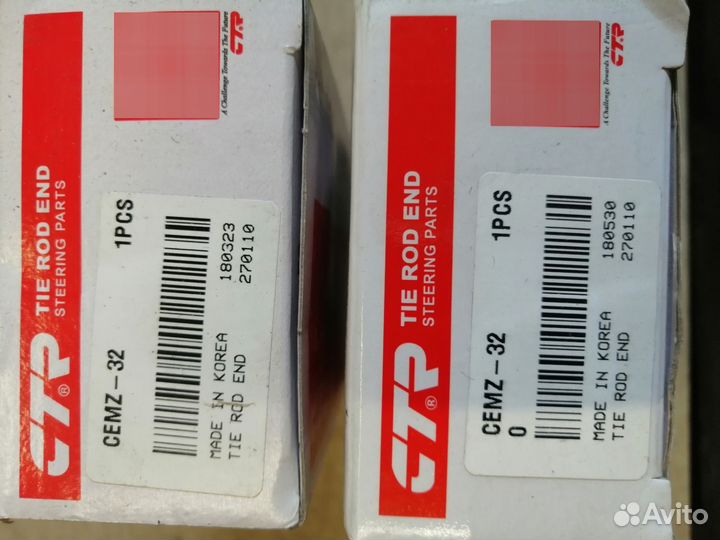 CTR®
TIE ROD END
STEERING PARTS
A Challenge Towards The Future
CTR
CEMZ-32
1PCS
MADE IN KOREA
180323
TIE ROD END
270110
CTR®
TIE ROD END
STEERING PARTS
A Challenge Towards The Future
CTR
CEMZ-32
1PCS
0
MADE IN KOREA
180530
TIE ROD END
270110
Avito